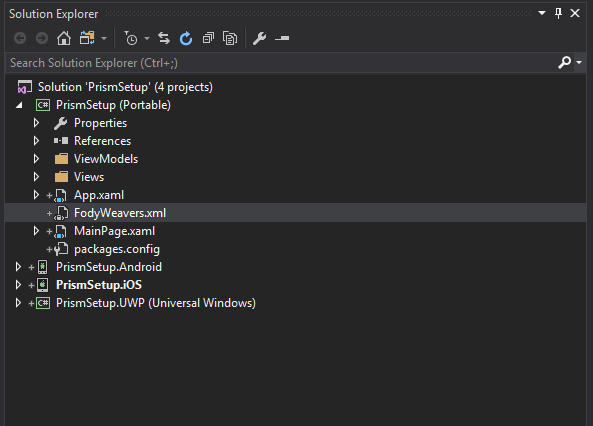 Solution Explorer
Search Solution Explorer (Ctrl+;)
Solution 'PrismSetup' (4 projects)
C# PrismSetup (Portable)
Properties
References
ViewModels
Views
App.xaml
FodyWeavers.xml
MainPage.xaml
packages.config
PrismSetup.Android
PrismSetup.iOS
C# PrismSetup.UWP (Universal Windows)